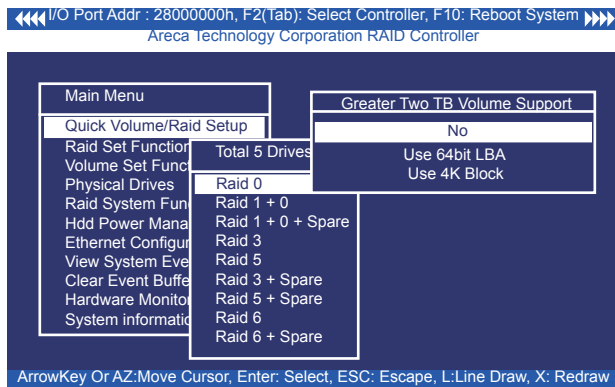 I/O Port Addr : 28000000h, F2(Tab): Select Controller, F10: Reboot System
Areca Technology Corporation RAID Controller
Main Menu
Quick Volume/Raid Setup
Raid Set Function
Volume Set Funct
Physical Drives
Raid System Fun
Hdd Power Mana
Ethernet Configur
View System Eve
Clear Event Buffe
Hardware Monitor
System informatio
Total 5 Drives
Raid 0
Raid 1 + 0
Raid 1 + 0 + Spare
Raid 3
Raid 5
Raid 3 + Spare
Raid 5 + Spare
Raid 6
Raid 6 + Spare
Greater Two TB Volume Support
No
Use 64bit LBA
Use 4K Block
ArrowKey Or AZ:Move Cursor, Enter: Select, ESC: Escape, L:Line Draw, X: Redraw